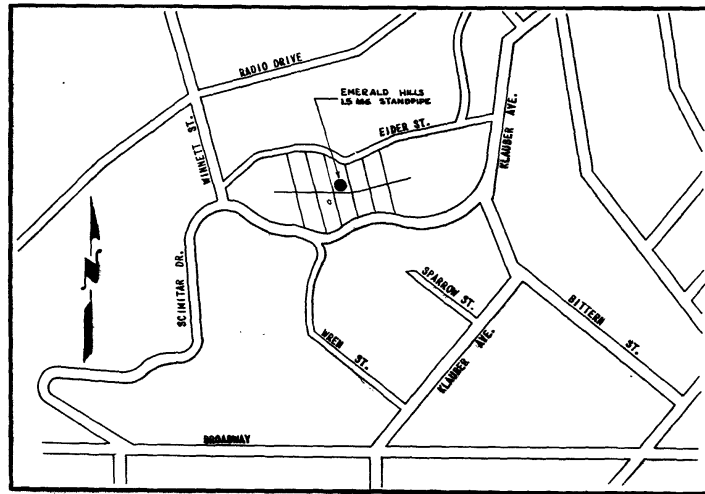 RADIO DRIVE
EMERALD HILLS
1.5 MG STANDPIPE
EIDER ST.
KLAUBER AVE.
WINNETT ST.
SCIMITAR DR.
SPARROW ST.
BITTERN ST.
WREN ST.
KLAUBER AVE.
BROADWAY